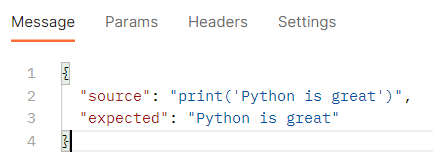 Message Params Headers Settings
1 {
2 "source": "print('Python is great')",
3 "expected": "Python is great"
4 }